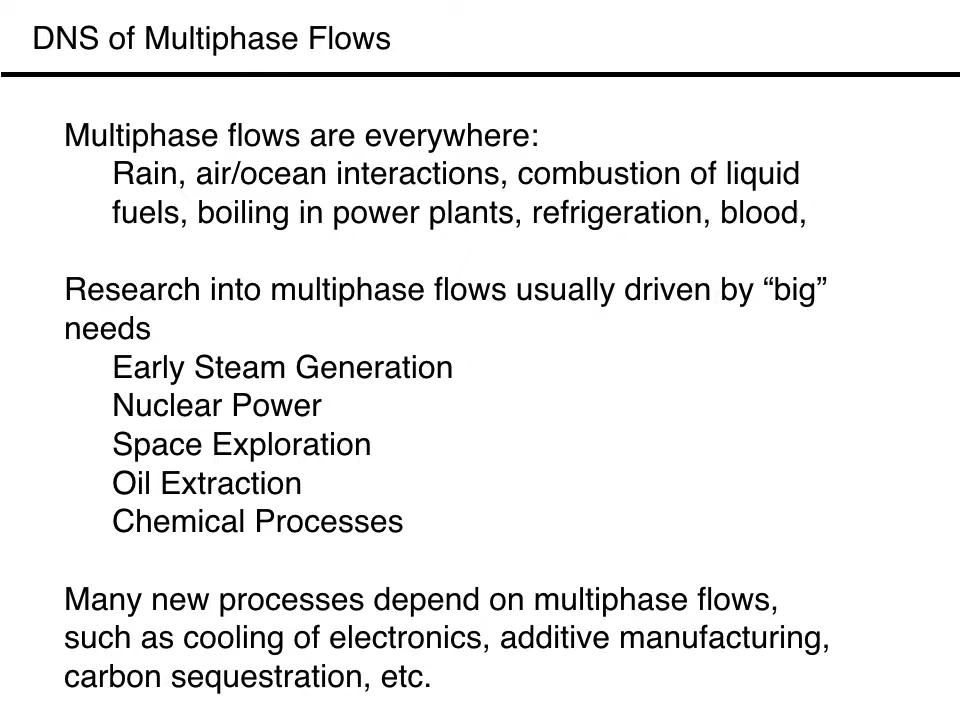 DNS of Multiphase Flows
Multiphase flows are everywhere:
Rain, air/ocean interactions, combustion of liquid
fuels, boiling in power plants, refrigeration, blood,
Research into multiphase flows usually driven by “big”
needs
Early Steam Generation
Nuclear Power
Space Exploration
Oil Extraction
Chemical Processes
Many new processes depend on multiphase flows,
such as cooling of electronics, additive manufacturing,
carbon sequestration, etc.